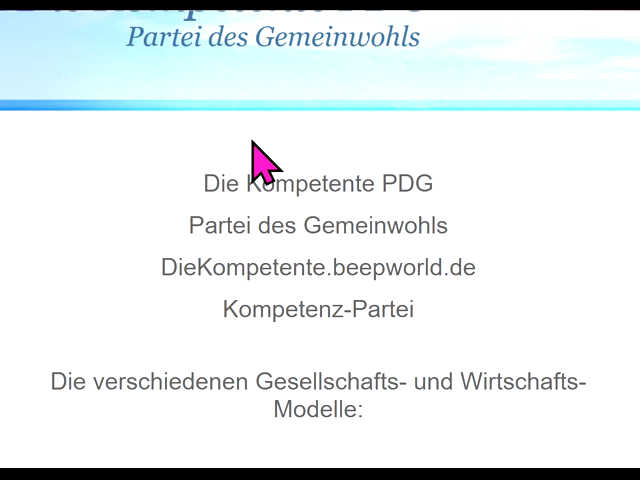 Partei des Gemeinwohls
Die Kompetente PDG
Partei des Gemeinwohls
DieKompetente.beepworld.de
Kompetenz-Partei
Die verschiedenen Gesellschafts- und Wirtschafts-
Modelle: